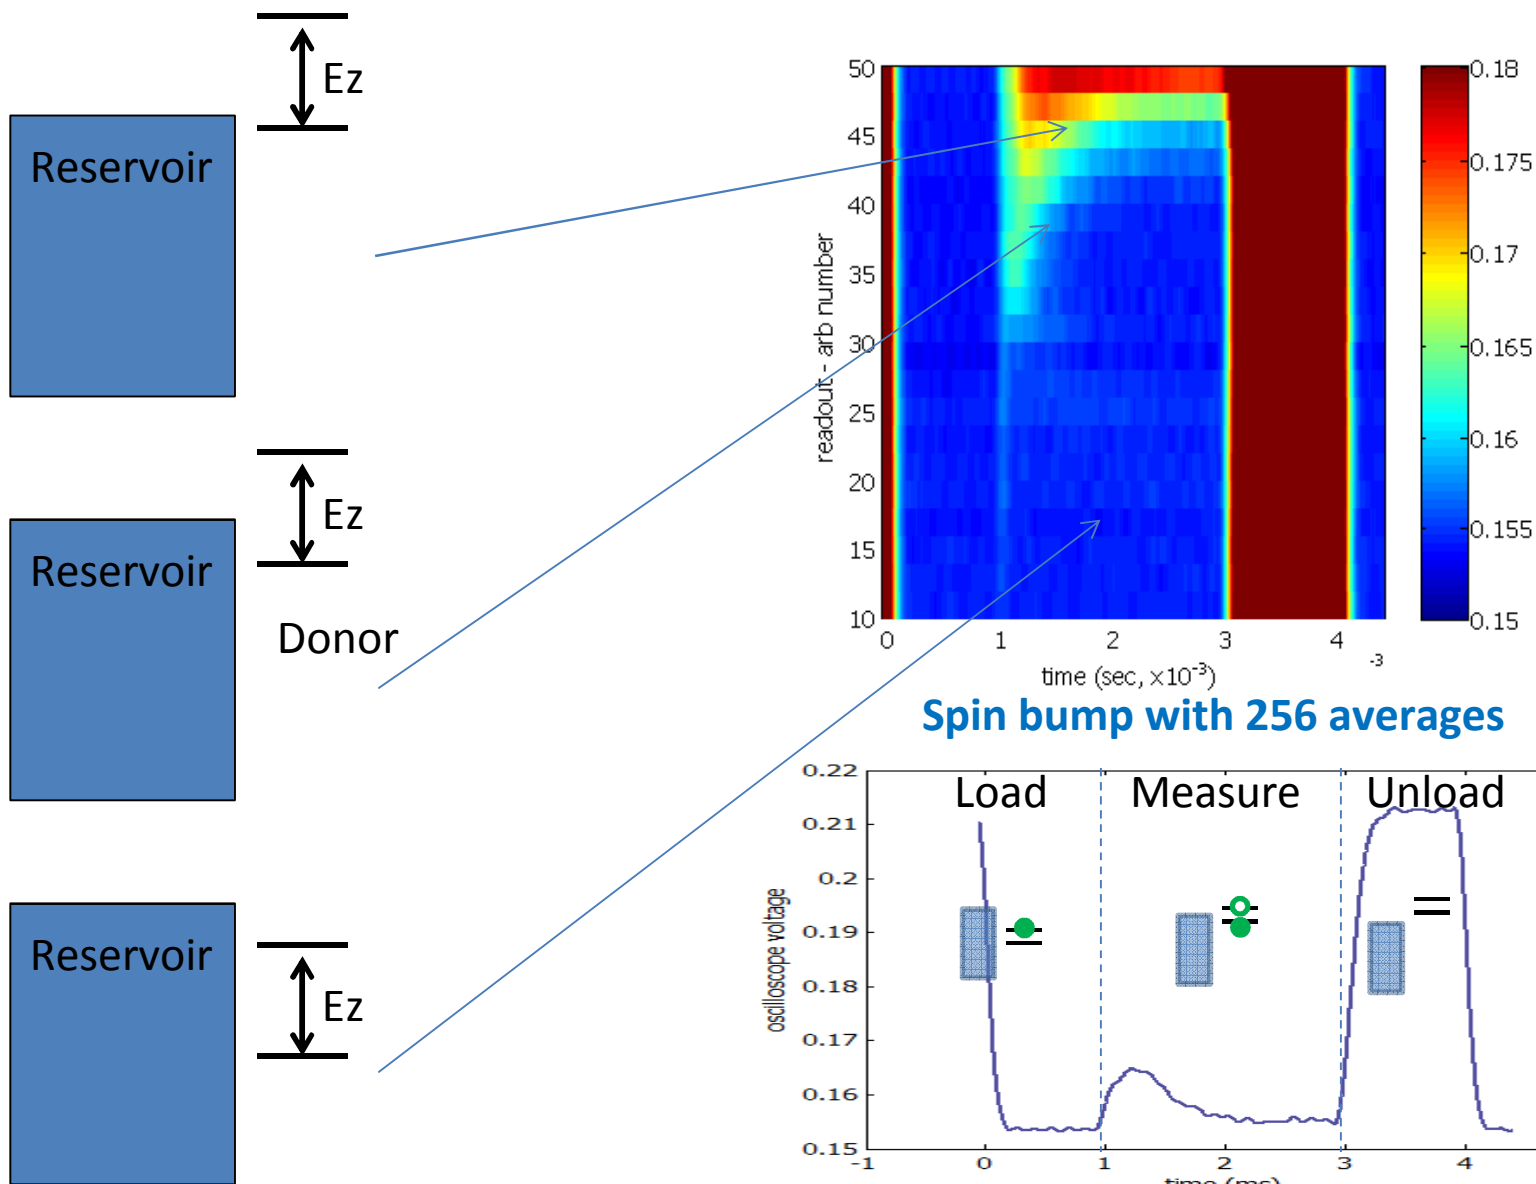 Ez
Reservoir
Ez
Reservoir
Donor
Reservoir
Ez
50
45
40
35
30
25
20
15
10
readout - arb number
0 1 2 3 4
-3
time (sec, ×10⁻³)
0.18
0.175
0.17
0.165
0.16
0.155
0.15
Spin bump with 256 averages
Load Measure Unload
0.22
0.21
0.2
0.19
0.18
0.17
0.16
0.15
oscilloscope voltage
-1 0 1 2 3 4
time (ms)